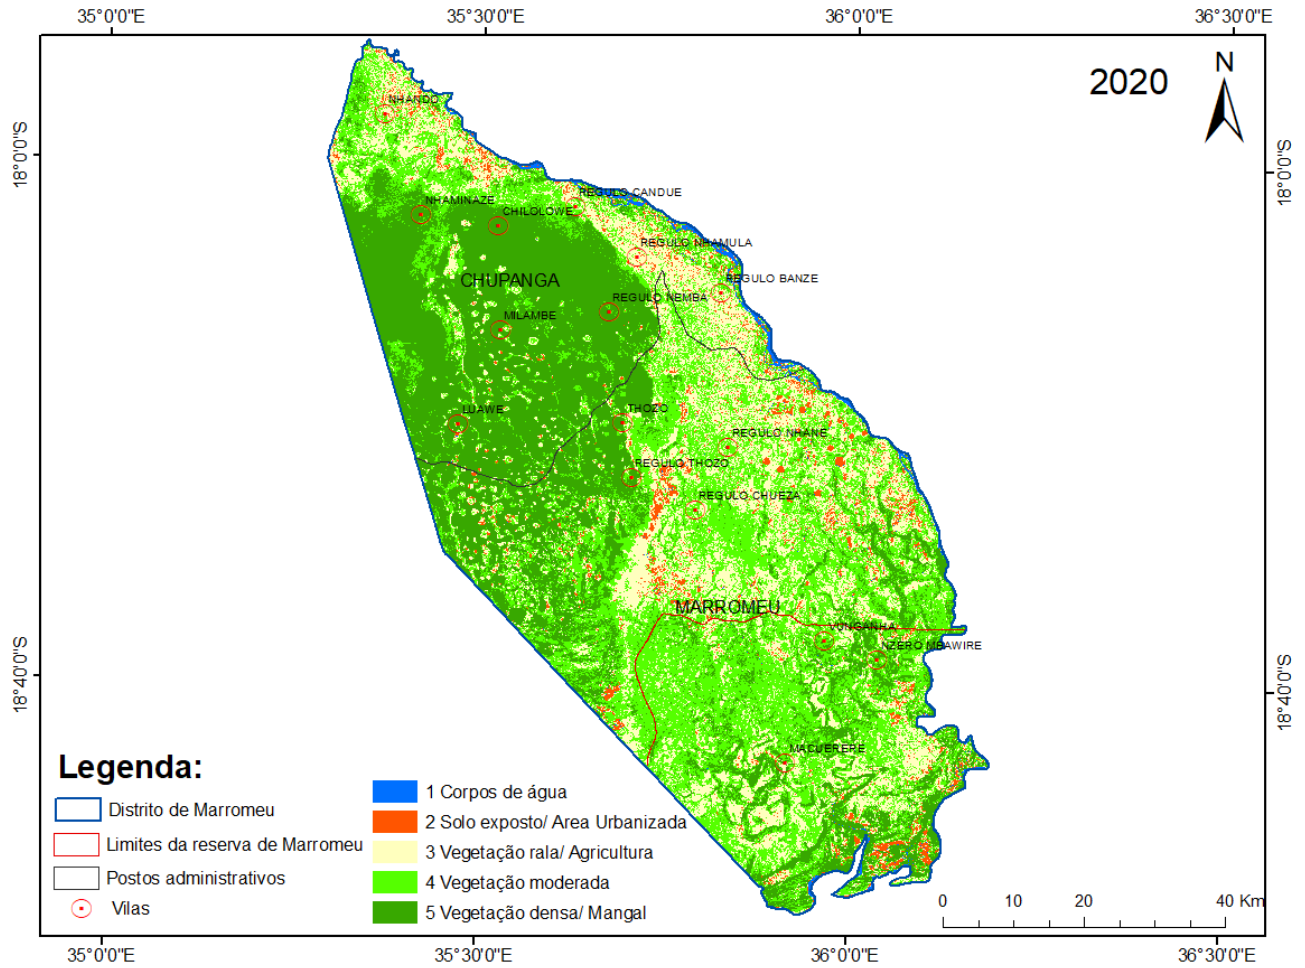 35°0'0"E
35°30'0"E
36°0'0"E
36°30'0"E
2020
N
NHANDO
18°0'0"S
18°0'0"S
REGULO CANDUE
NHAMINAZE
CHILOLOWE
REGULO NHAMULA
CHUPANGA
REGULO BANZE
REGULO NEMBA
MILAMBE
LUAWE
THOZO
REGULO NHANE
REGULO THOZO
REGULO CHUEZA
MARROMEU
VUNGANHA
NZERO MBAWIRE
18°40'0"S
18°40'0"S
MACUERERE
Legenda:
Distrito de Marromeu
Limites da reserva de Marromeu
Postos administrativos
Vilas
1 Corpos de água
2 Solo exposto/ Area Urbanizada
3 Vegetação rala/ Agricultura
4 Vegetação moderada
5 Vegetação densa/ Mangal
0 10 20 40 Km
35°0'0"E
35°30'0"E
36°0'0"E
36°30'0"E